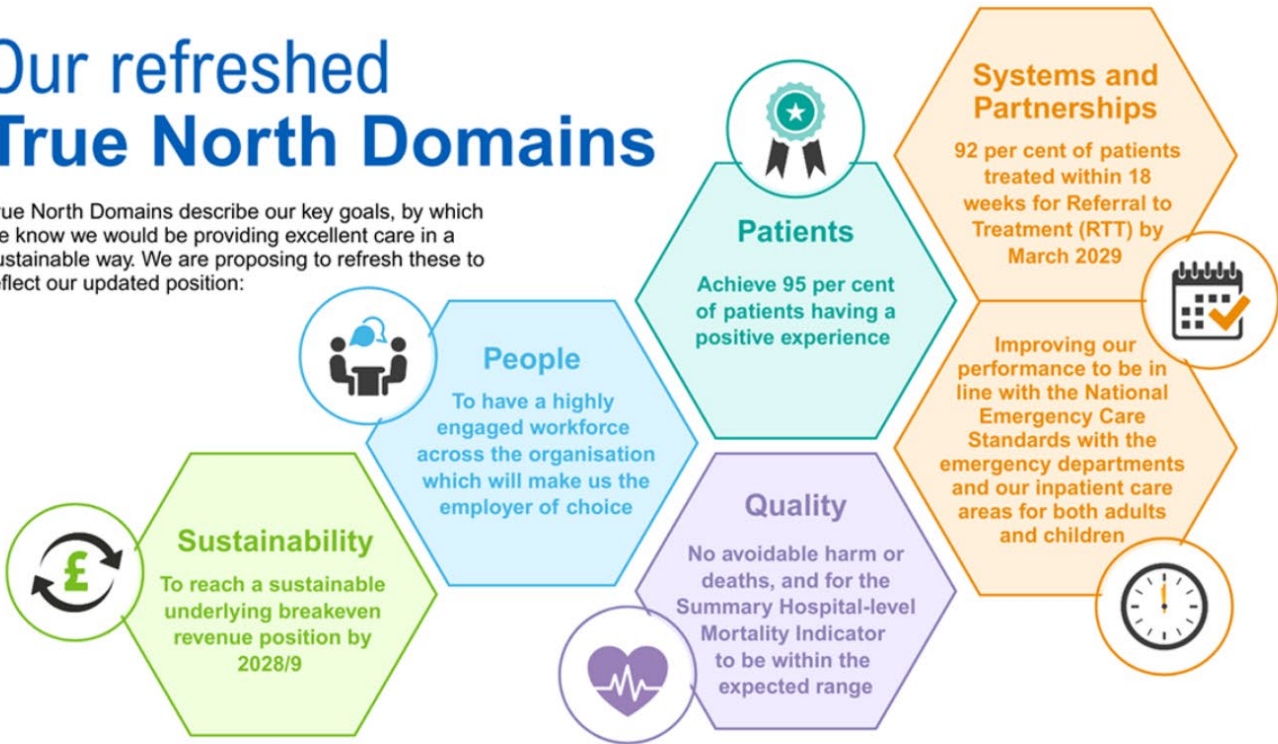 Our refreshed
True North Domains
rue North Domains describe our key goals, by which
e know we would be providing excellent care in a
ustainable way. We are proposing to refresh these to
eflect our updated position:
Sustainability
To reach a sustainable
underlying breakeven
revenue position by
2028/9
£
People
To have a highly
engaged workforce
across the organisation
which will make us the
employer of choice
Patients
Achieve 95 per cent
of patients having a
positive experience
Quality
No avoidable harm or
deaths, and for the
Summary Hospital-level
Mortality Indicator
to be within the
expected range
Systems and
Partnerships
92 per cent of patients
treated within 18
weeks for Referral to
Treatment (RTT) by
March 2029
Improving our
performance to be in
line with the National
Emergency Care
Standards with the
emergency departments
and our inpatient care
areas for both adults
and children